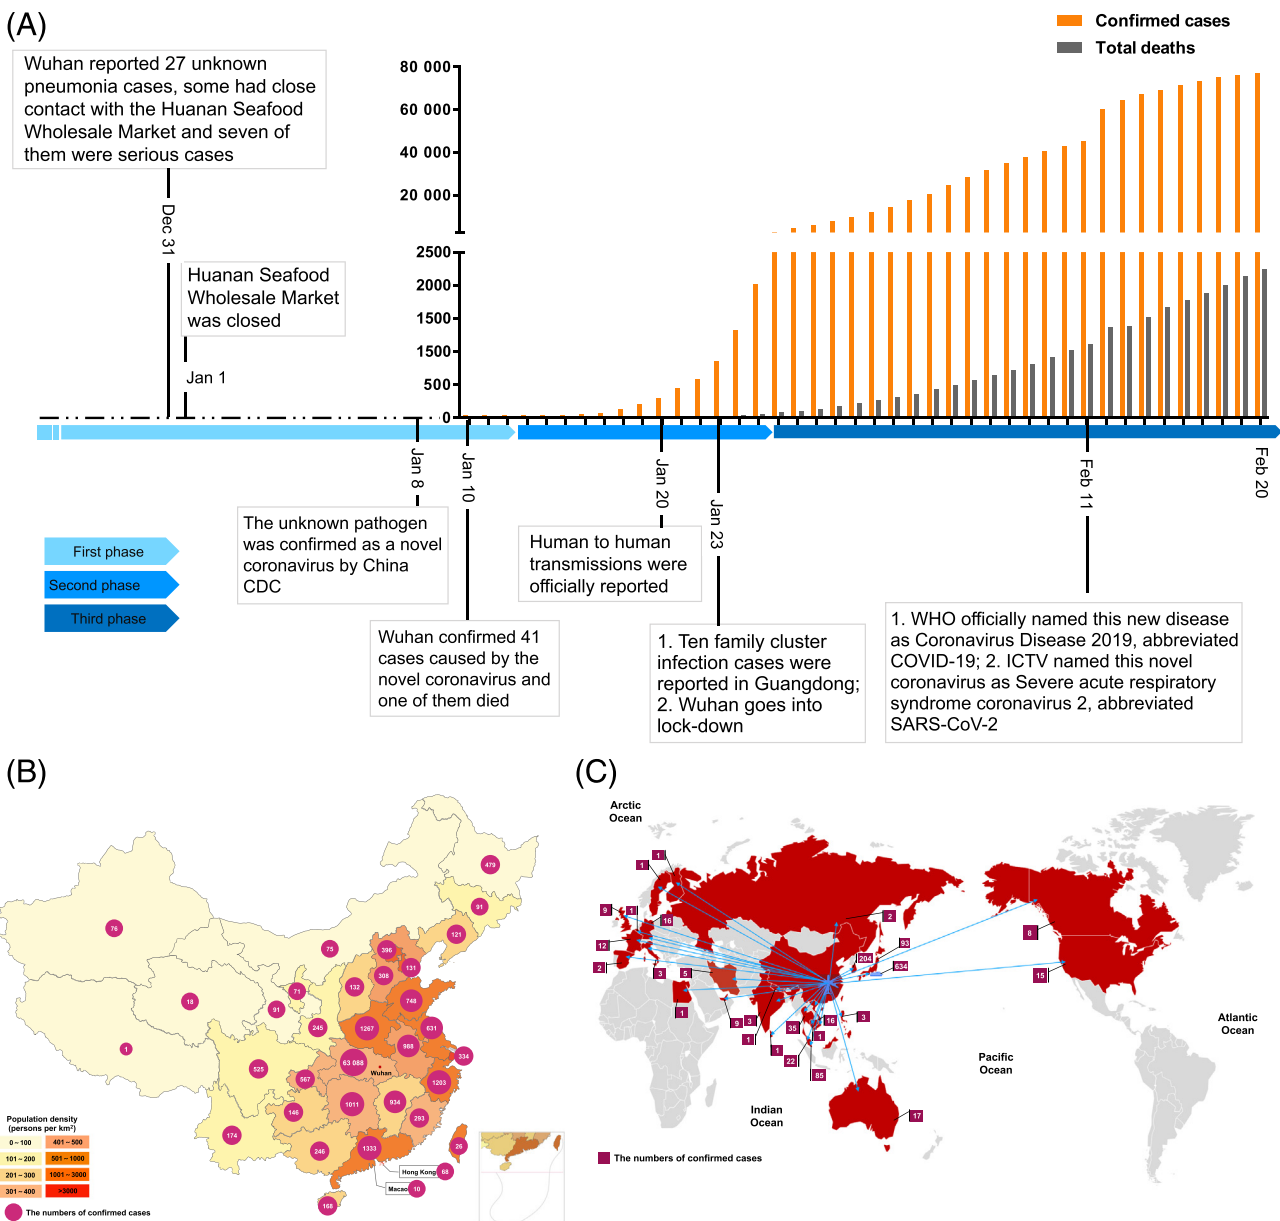 (A)
Confirmed cases
Total deaths
Wuhan reported 27 unknown
pneumonia cases, some had close
contact with the Huanan Seafood
Wholesale Market and seven of
them were serious cases
Dec 31
Huanan Seafood
Wholesale Market
was closed
Jan 1
80 000
60 000
40 000
20 000
2500
2000
1500
1500
500
0
Jan 8
Jan 10
Jan 20
Jan 23
Feb 11
Feb 20
First phase
Second phase
Third phase
The unknown pathogen
was confirmed as a novel
coronavirus by China
CDC
Wuhan confirmed 41
cases caused by the
novel coronavirus and
one of them died
Human to human
transmissions were
officially reported
1. Ten family cluster
infection cases were
reported in Guangdong;
2. Wuhan goes into
lock-down
1. WHO officially named this new disease
as Coronavirus Disease 2019, abbreviated
COVID-19; 2. ICTV named this novel
coronavirus as Severe acute respiratory
syndrome coronavirus 2, abbreviated
SARS-CoV-2
(B)
479
91
121
76
75
396
131
308
132
71
18
91
748
245
1267
631
988
1
334
63 088
Wuhan
525
567
1203
1011
934
146
293
174
246
1333
26
Hong Kong
68
Macao
10
168
Population density
(persons per km²)
0–100
401–500
101–200
501–1000
201–300
1001–3000
301–400
>3000
The numbers of confirmed cases
(C)
Arctic
Ocean
1
1
9
1
16
12
2
3
5
1
2
93
204
634
8
15
9
3
1
35
16
1
3
1
22
85
17
Atlantic
Ocean
Pacific
Ocean
Indian
Ocean
The numbers of confirmed cases